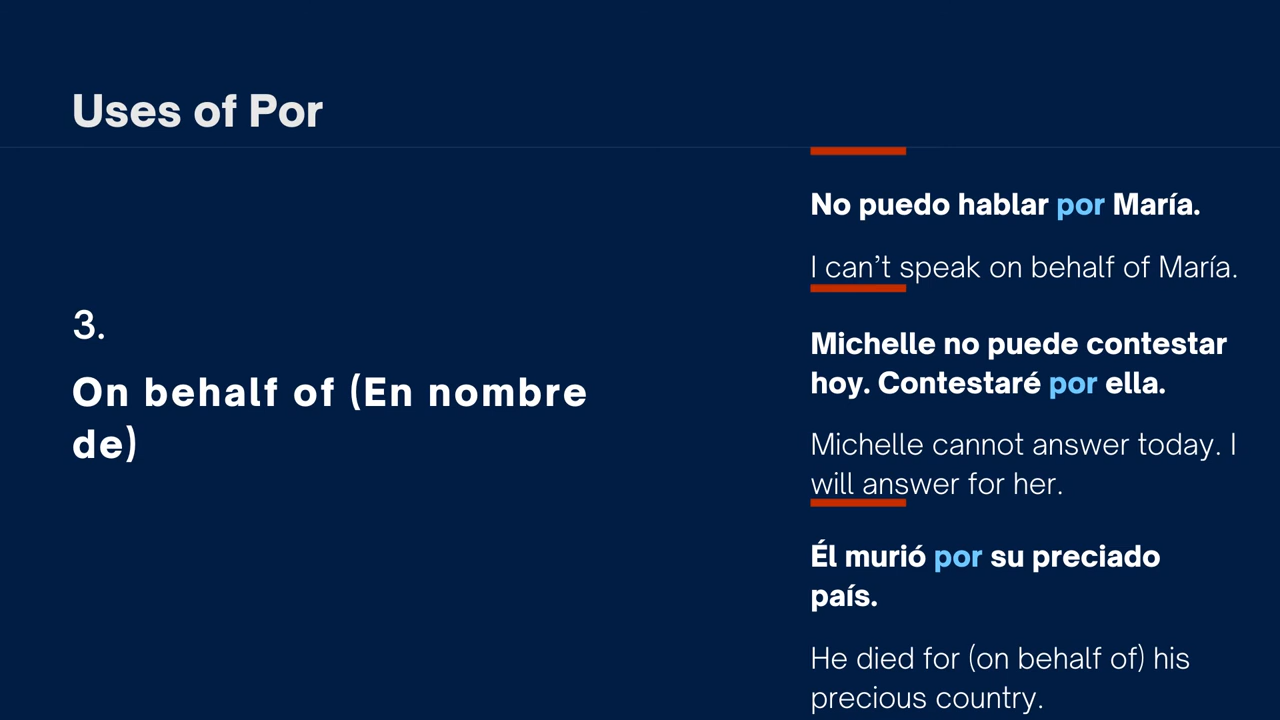 Uses of Por
3.
On behalf of (En nombre
de)
No puedo hablar por María.
I can’t speak on behalf of María.
Michelle no puede contestar
hoy. Contestaré por ella.
Michelle cannot answer today. I
will answer for her.
Él murió por su preciado
país.
He died for (on behalf of) his
precious country.